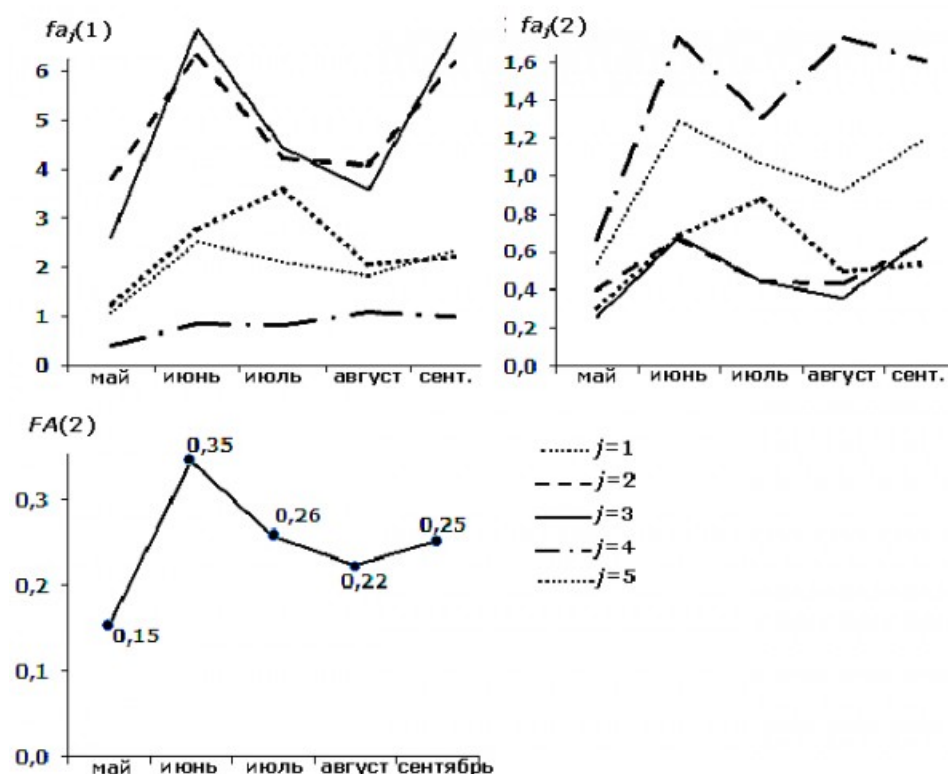 fa_j(1)
6
5
4
3
2
1
0
май июнь июль август сент.
fa_j(2)
1,6
1,4
1,2
1,0
0,8
0,6
0,4
0,2
0,0
май июнь июль август сент.
FA(2)
0,3
0,2
0,1
0,0
0,15
0,35
0,26
0,22
0,25
май июнь июль август сентябрь
j=1
j=2
j=3
j=4
j=5